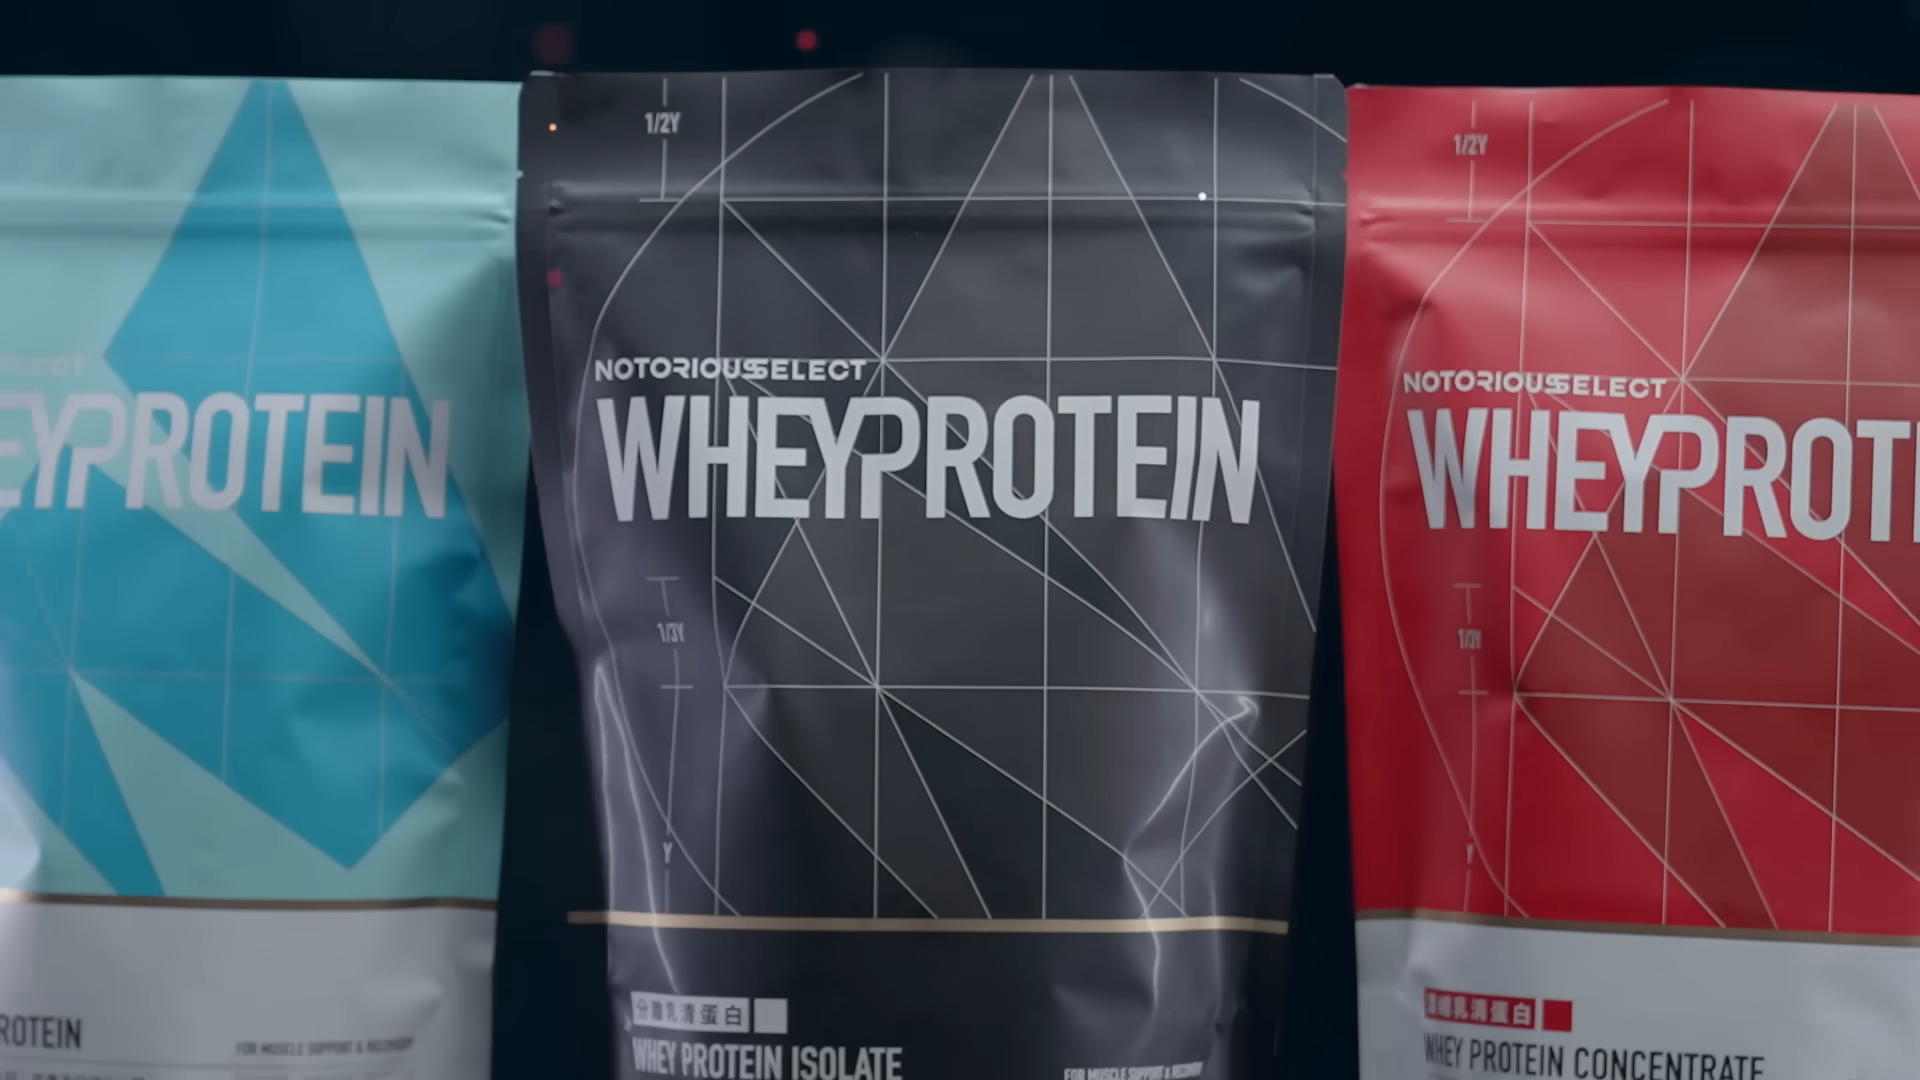 EYPROTEIN
ROTEIN
FOR MUSCLE SUPPORT & RECOVERY
1/2Y
NOTORIOUSSELECT
WHEYPROTEIN
1/3Y
Y
分離乳清蛋白
WHEY PROTEIN ISOLATE
FOR MUSCLE SUPPORT & RECOVERY
1/2Y
NOTORIOUSSELECT
WHEYPROT
1/3Y
Y
濃縮乳清蛋白
WHEY PROTEIN CONCENTRATE